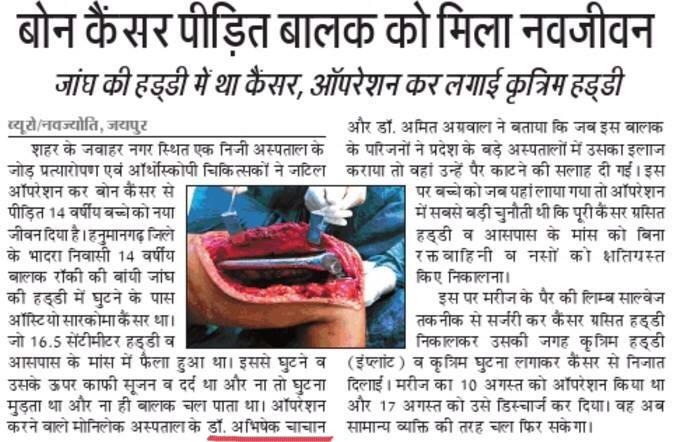 बोन कैंसर पीड़ित बालक को मिला नवजीवन
जांघ की हड्डी में था कैंसर, ऑपरेशन कर लगाई कृत्रिम हड्डी
ब्यूरो/नवज्योति, जयपुर
शहर के जवाहर नगर स्थित एक निजी अस्पताल के
जोड़ प्रत्यारोपण एवं ऑर्थोस्कोपी चिकित्सकों ने जटिल
ऑपरेशन कर बोन कैंसर से
पीड़ित 14 वर्षीय बच्चे को नया
जीवन दिया है। हनुमानगढ़ जिले
के भादरा निवासी 14 वर्षीय
बालक रॉकी की बांयी जांघ
की हड्डी में घुटने के पास
ऑस्टियो सारकोमा कैंसर था।
जो 16.5 सेंटीमीटर हड्डी व
आसपास के मांस में फैला हुआ था। इससे घुटने व
उसके ऊपर काफी सूजन व दर्द था और ना तो घुटना
मुड़ता था और ना ही बालक चल पाता था। ऑपरेशन
करने वाले मोनिलेक अस्पताल के डॉ. अभिषेक चाचान
और डॉ. अमित अग्रवाल ने बताया कि जब इस बालक
के परिजनों ने प्रदेश के बड़े अस्पतालों में उसका इलाज
कराया तो वहां उन्हें पैर काटने की सलाह दी गई। इस
पर बच्चे को जब यहां लाया गया तो ऑपरेशन
में सबसे बड़ी चुनौती थी कि पूरी कैंसर ग्रसित
हड्डी व आसपास के मांस को बिना
रक्तवाहिनी व नसों को क्षतिग्रस्त
किए निकालना।
इस पर मरीज के पैर की लिम्ब साल्वेज
तकनीक से सर्जरी कर कैंसर ग्रसित हड्डी
निकालकर उसकी जगह कृत्रिम हड्डी
(इंप्लांट) व कृत्रिम घुटना लगाकर कैंसर से निजात
दिलाई। मरीज का 10 अगस्त को ऑपरेशन किया था
और 17 अगस्त को उसे डिस्चार्ज कर दिया। वह अब
सामान्य व्यक्ति की तरह चल फिर सकेगा।